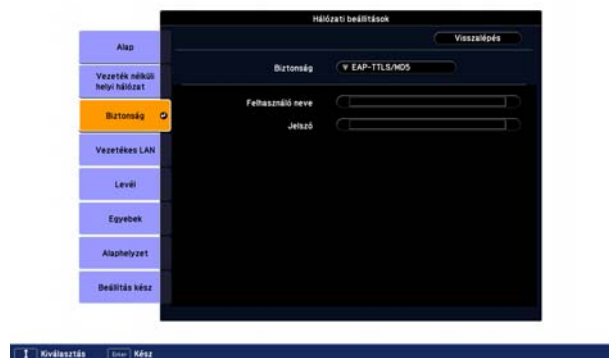 Hálózati beállítások
Visszalépés
Alap
Biztonság
EAP-TTLS/MD5
Vezeték nélküli
helyi hálózat
Felhasználó neve
Biztonság
Jelszó
Vezetékes LAN
Levél
Egyebek
Alaphelyzet
Beállítás kész
Kiválasztás Enter Kész